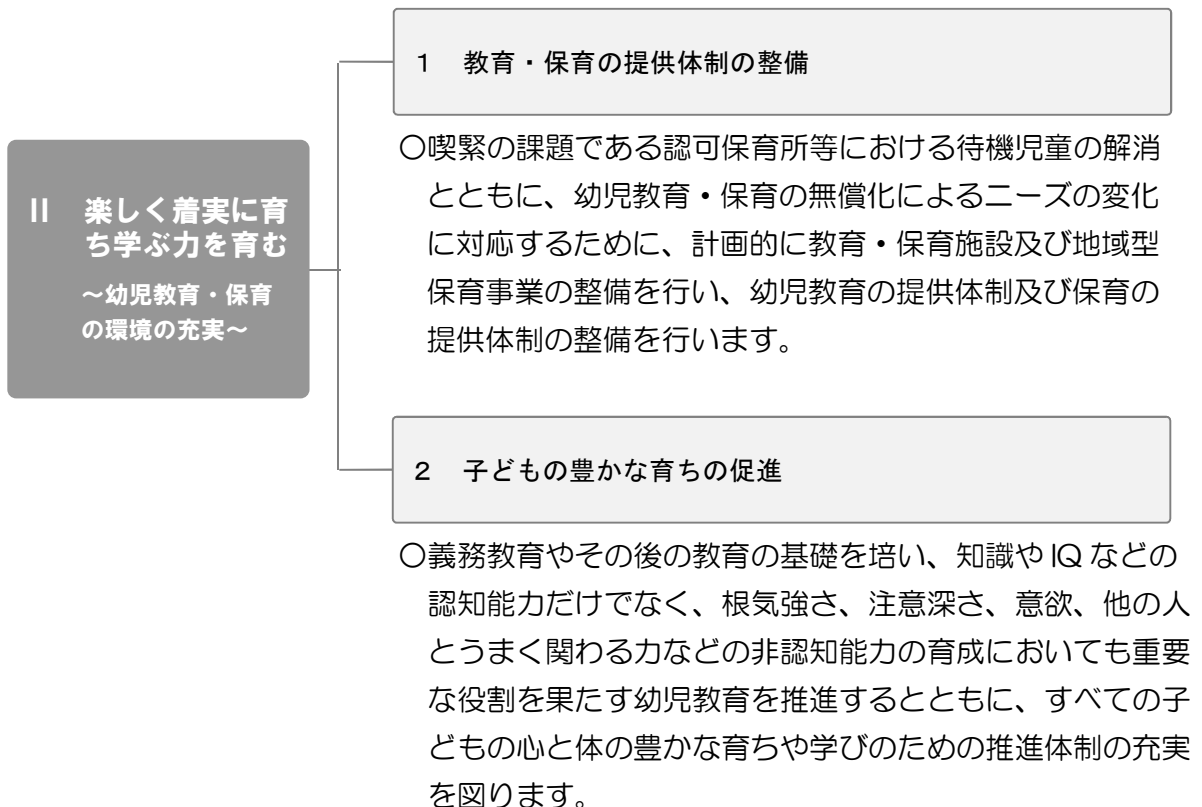 Ⅱ 楽しく着実に育
ち学ぶ力を育む
～幼児教育・保育
の環境の充実～
１ 教育・保育の提供体制の整備
○喫緊の課題である認可保育所等における待機児童の解消
とともに、幼児教育・保育の無償化によるニーズの変化
に対応するために、計画的に教育・保育施設及び地域型
保育事業の整備を行い、幼児教育の提供体制及び保育の
提供体制の整備を行います。
２ 子どもの豊かな育ちの促進
○義務教育やその後の教育の基礎を培い、知識や IQ などの
認知能力だけでなく、根気強さ、注意深さ、意欲、他の人
とうまく関わる力などの非認知能力の育成においても重要
な役割を果たす幼児教育を推進するとともに、すべての子
どもの心と体の豊かな育ちや学びのための推進体制の充実
を図ります。